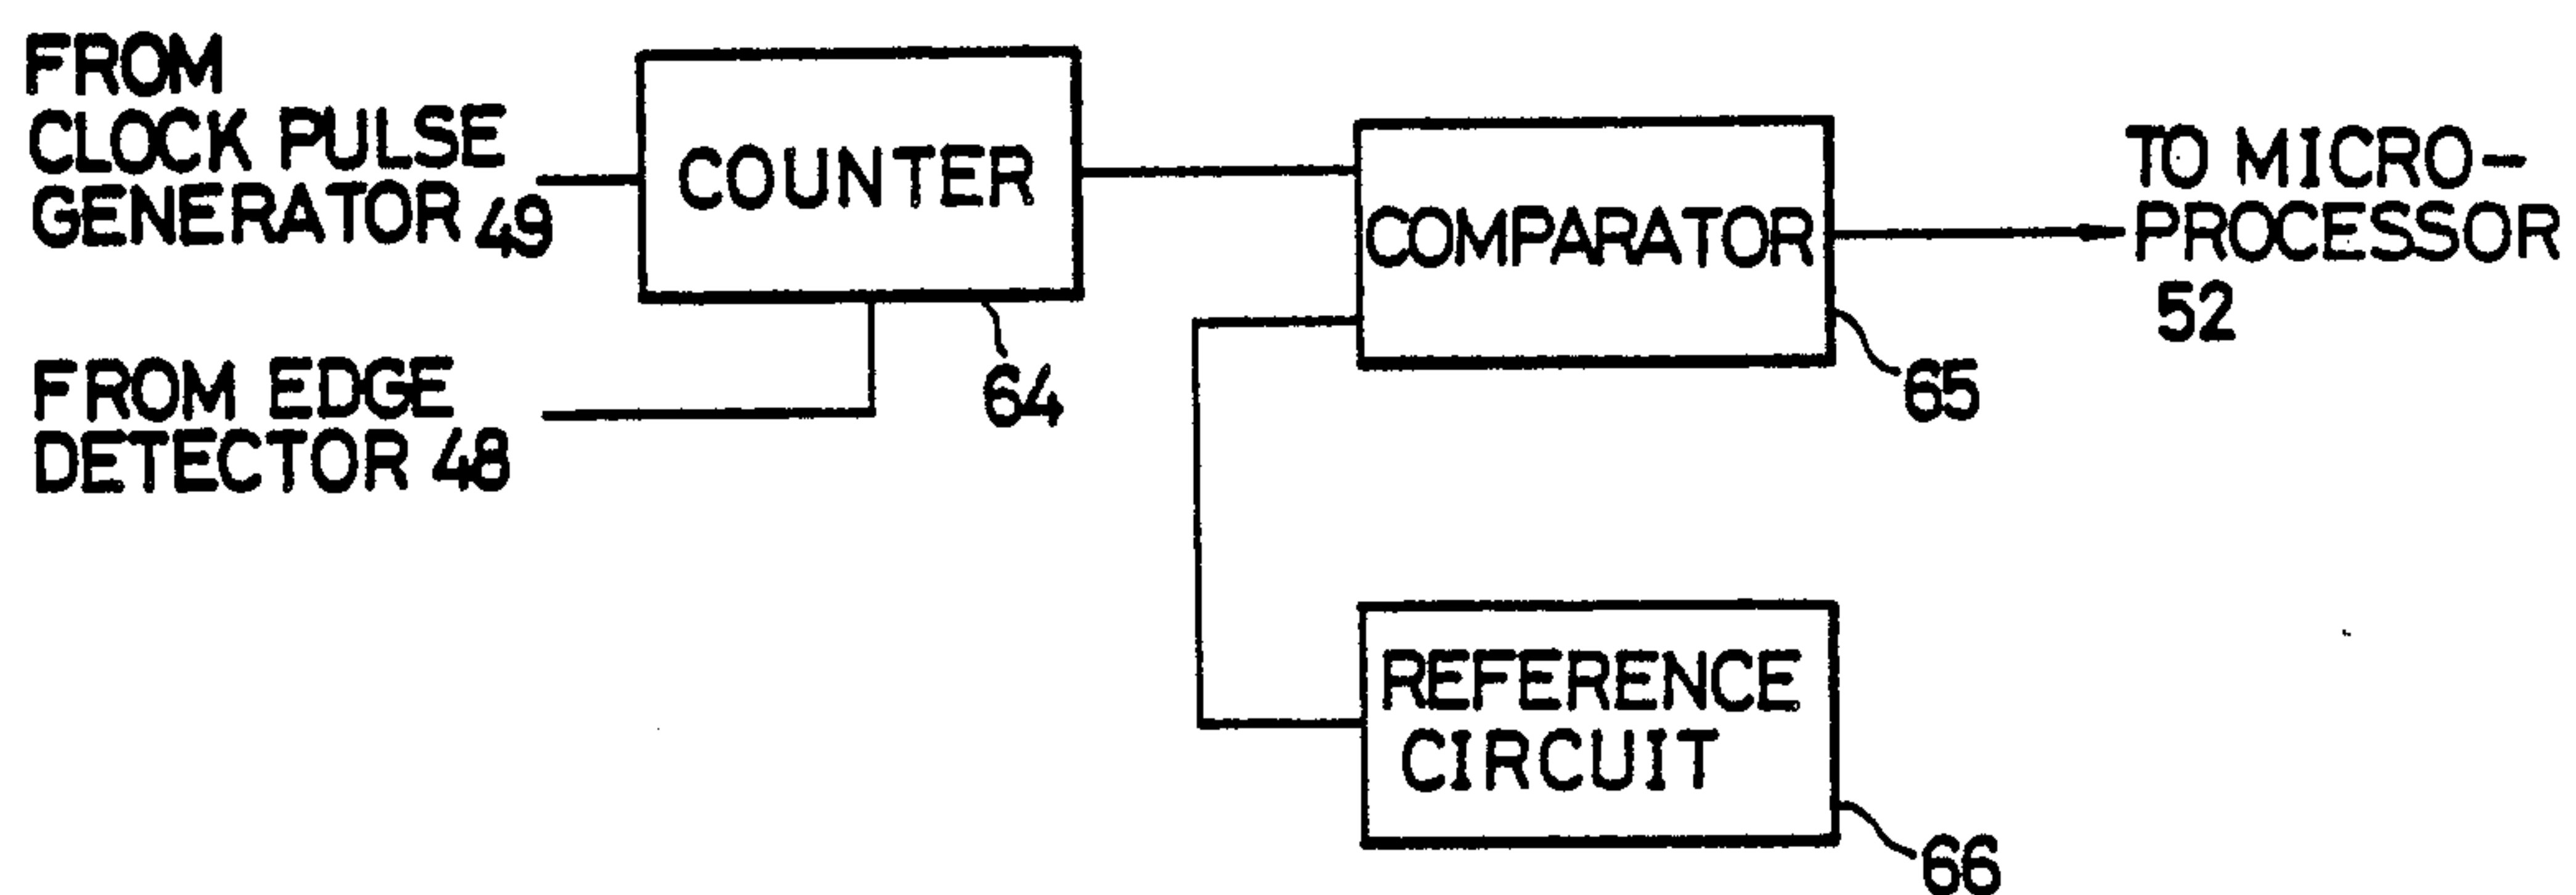 FROM
CLOCK PULSE
GENERATOR 49
COUNTER
64
FROM EDGE
DETECTOR 48
COMPARATOR
65
TO MICRO-
PROCESSOR
52
REFERENCE
CIRCUIT
66